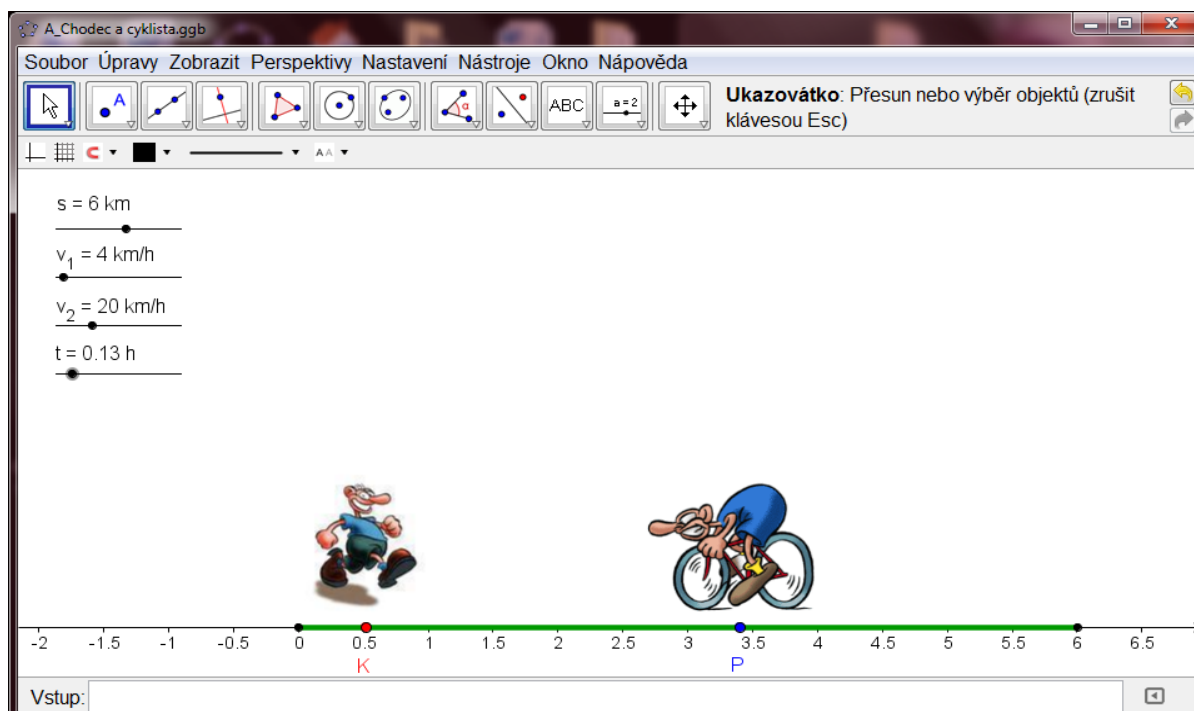 A_Chodec a cyklista.ggb
Soubor Úpravy Zobrazit Perspektivy Nastavení Nástroje Okno Nápověda
A α ABC a = 2
Ukazovátko: Přesun nebo výběr objektů (zrušit
klávesou Esc)
A A
s = 6 km
v₁ = 4 km/h
v₂ = 20 km/h
t = 0.13 h
-2 -1.5 -1 -0.5 0 0.5 1 1.5 2 2.5 3 3.5 4 4.5 5 5.5 6 6.5
K P
Vstup: